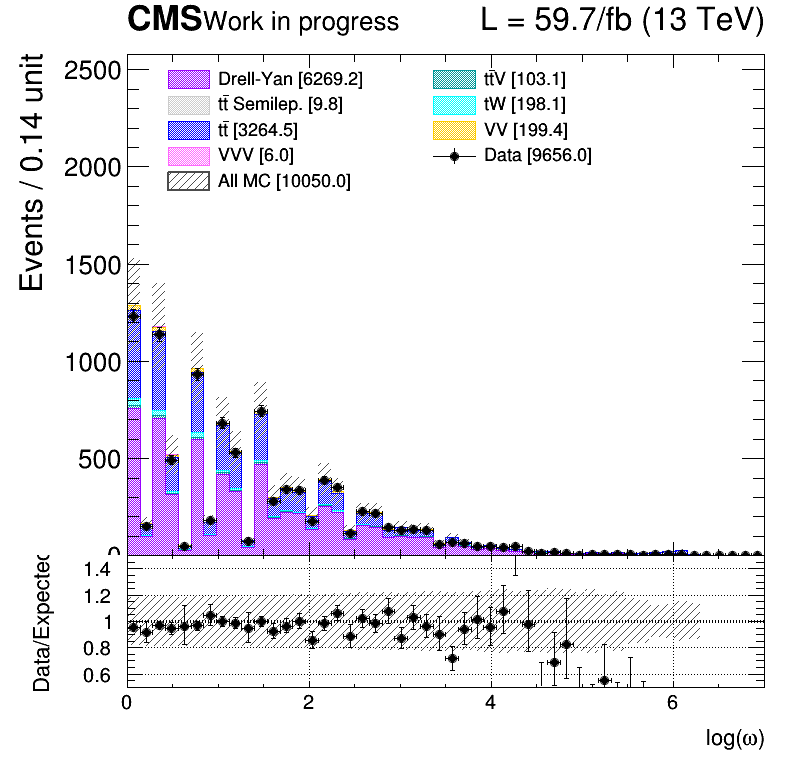 CMS Work in progress L = 59.7/fb (13 TeV)
Events / 0.14 unit
2500
2000
1500
1000
500
0
Drell-Yan [6269.2]
tt̄ Semilep. [9.8]
tt̄ [3264.5]
VVV [6.0]
All MC [10050.0]
tt̄V [103.1]
tW [198.1]
VV [199.4]
Data [9656.0]
Data/Expected
1.4
1.2
1
0.8
0.6
0 2 4 6
log(ω)